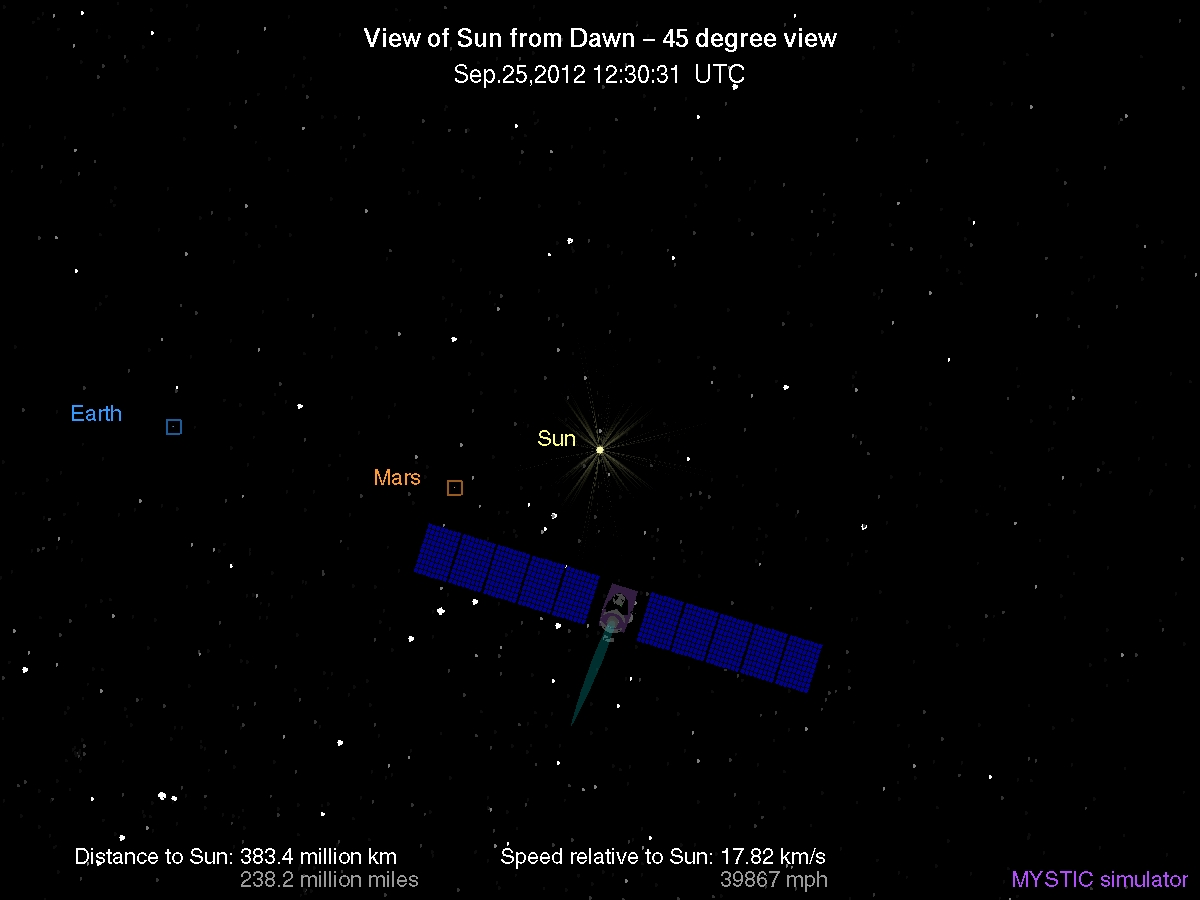 View of Sun from Dawn – 45 degree view
Sep.25,2012 12:30:31 UTC
Earth
Sun
Mars
Distance to Sun: 383.4 million km
238.2 million miles
Speed relative to Sun: 17.82 km/s
39867 mph
MYSTIC simulator